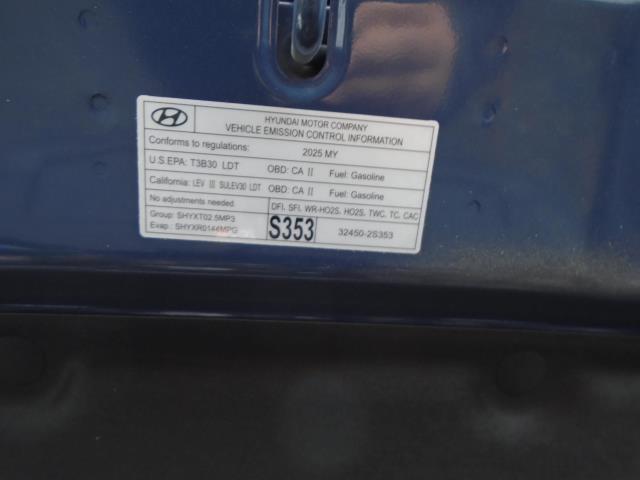 HYUNDAI MOTOR COMPANY
VEHICLE EMISSION CONTROL INFORMATION
Conforms to regulations: 2025 MY
U.S.EPA: T3B30 LDT OBD: CA II Fuel: Gasoline
California: LEV III SULEV30 LDT OBD: CA II Fuel: Gasoline
No adjustments needed. DFI, SFI, WR-HO2S, HO2S, TWC, TC, CAC
Group: SHYXT02.5MP3
Evap.: SHYXR0144MPG S353 32450-2S353